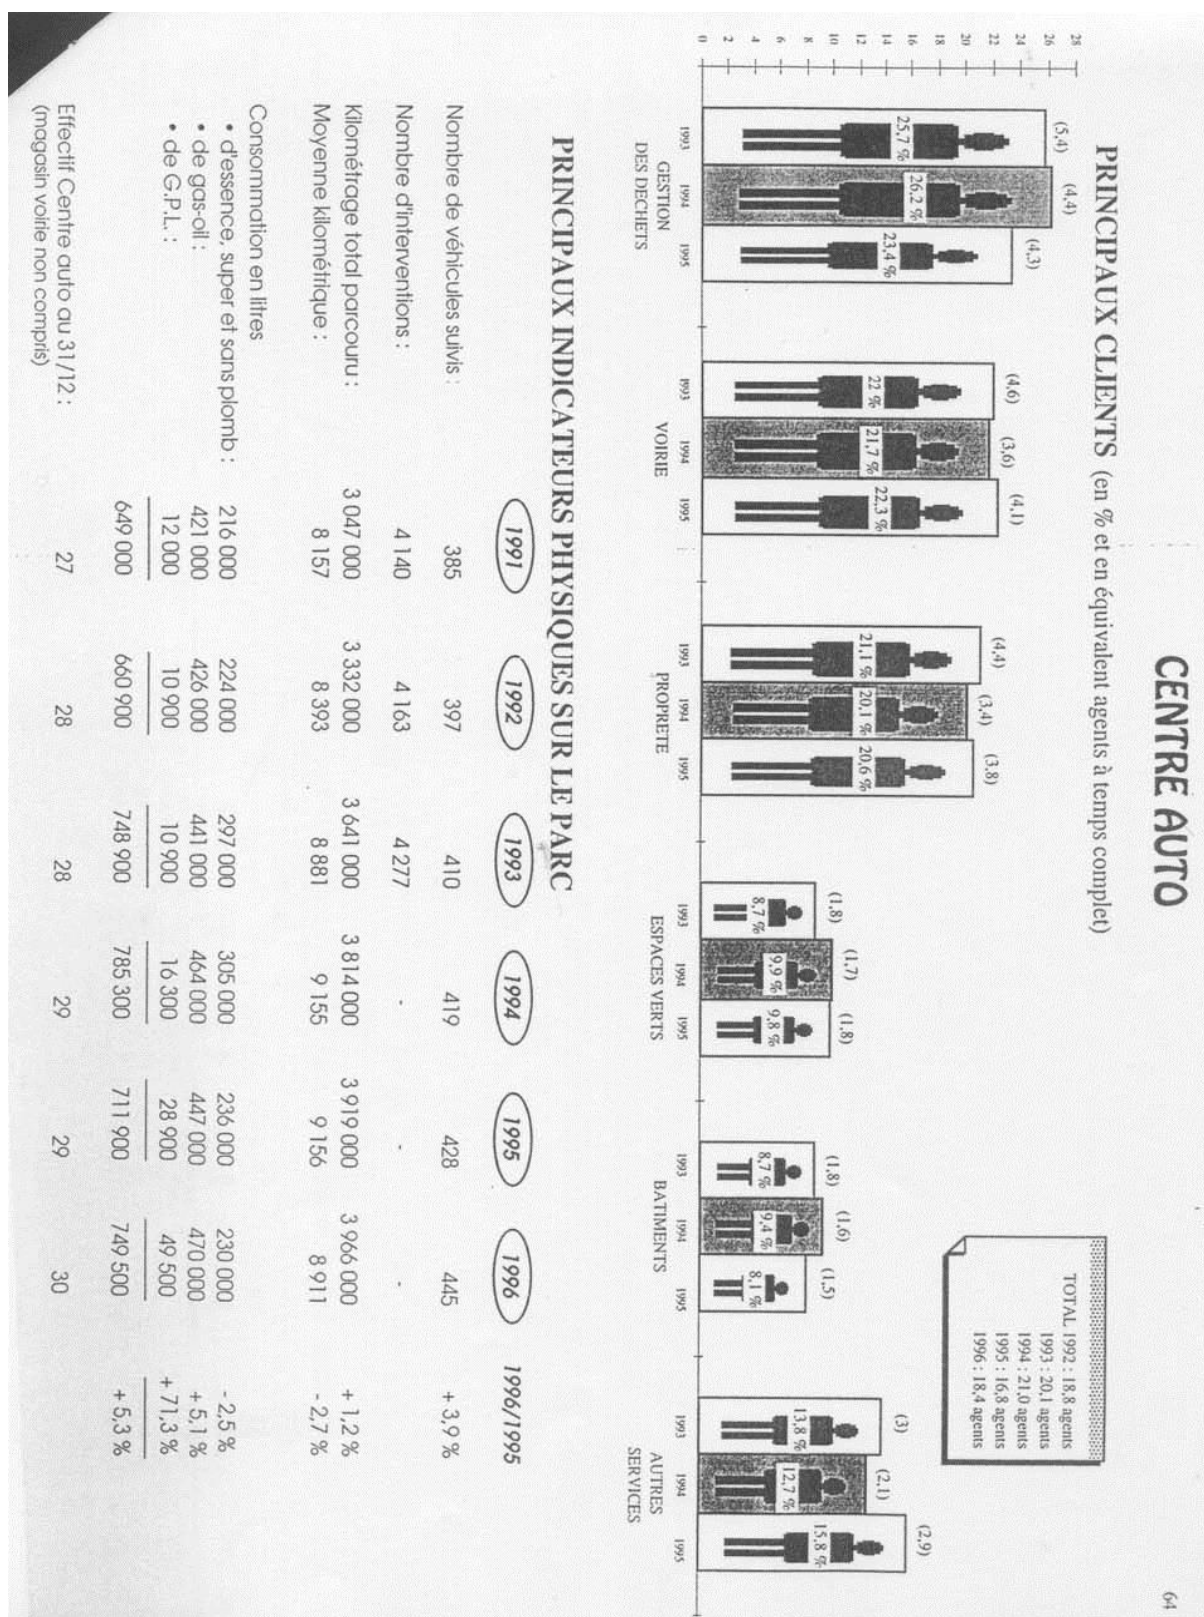 64
CENTRE AUTO
PRINCIPAUX CLIENTS (en % et en équivalent agents à temps complet)
TOTAL 1992 : 18,8 agents
1993 : 20,1 agents
1994 : 21,0 agents
1995 : 16,8 agents
1996 : 18,4 agents
28
26
24
22
20
18
16
14
12
10
8
6
4
2
0
(5,4) (4,4) (4,3)
25,7 % 26,2 % 23,4 %
1993 1994 1995
GESTION
DES DECHETS
(4,6) (3,6) (4,1)
22 % 21,7 % 22,3 %
1993 1994 1995
VOIRIE
(4,4) (3,4) (3,8)
21,1 % 20,1 % 20,6 %
1993 1994 1995
PROPRETE
(1,8) (1,7) (1,8)
8,7 % 9,9 % 9,8 %
1993 1994 1995
ESPACES VERTS
(1,8) (1,6) (1,5)
8,7 % 9,4 % 8,1 %
1993 1994 1995
BATIMENTS
(3) (2,1) (2,9)
13,8 % 12,7 % 15,8 %
1993 1994 1995
AUTRES
SERVICES
PRINCIPAUX INDICATEURS PHYSIQUES SUR LE PARC
1991 1992 1993 1994 1995 1996 1996/1995
Nombre de véhicules suivis : 385 397 410 419 428 445 + 3,9 %
Nombre d'interventions : 4 140 4 163 4 277 - - -
Kilométrage total parcouru : 3 047 000 3 332 000 3 641 000 3 814 000 3 919 000 3 966 000 + 1,2 %
Moyenne kilométrique : 8 157 8 393 8 881 9 155 9 156 8 911 - 2,7 %
Consommation en litres
• d'essence, super et sans plomb : 216 000 224 000 297 000 305 000 236 000 230 000 - 2,5 %
• de gas-oil : 421 000 426 000 441 000 464 000 447 000 470 000 + 5,1 %
• de G.P.L. : 12 000 10 900 10 900 16 300 28 900 49 500 + 71,3 %
649 000 660 900 748 900 785 300 711 900 749 500 + 5,3 %
Effectif Centre auto au 31/12 : 27 28 28 29 29 30
(magasin voirie non compris)